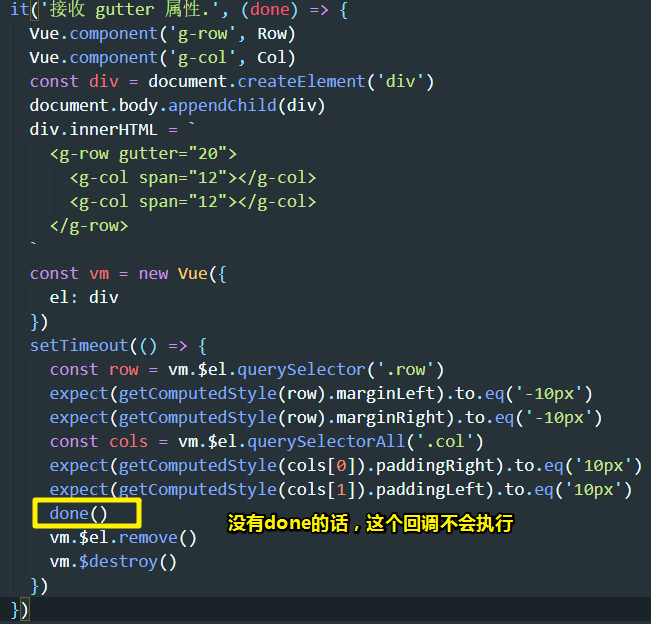 it('接收 gutter 属性.', (done) => {
Vue.component('g-row', Row)
Vue.component('g-col', Col)
const div = document.createElement('div')
document.body.appendChild(div)
div.innerHTML = `
<g-row gutter="20">
<g-col span="12"></g-col>
<g-col span="12"></g-col>
</g-row>
`
const vm = new Vue({
el: div
})
setTimeout(() => {
const row = vm.$el.querySelector('.row')
expect(getComputedStyle(row).marginLeft).to.eq('-10px')
expect(getComputedStyle(row).marginRight).to.eq('-10px')
const cols = vm.$el.querySelectorAll('.col')
expect(getComputedStyle(cols[0]).paddingRight).to.eq('10px')
expect(getComputedStyle(cols[1]).paddingLeft).to.eq('10px')
done() 没有done的话，这个回调不会执行
vm.$el.remove()
vm.$destroy()
})
})